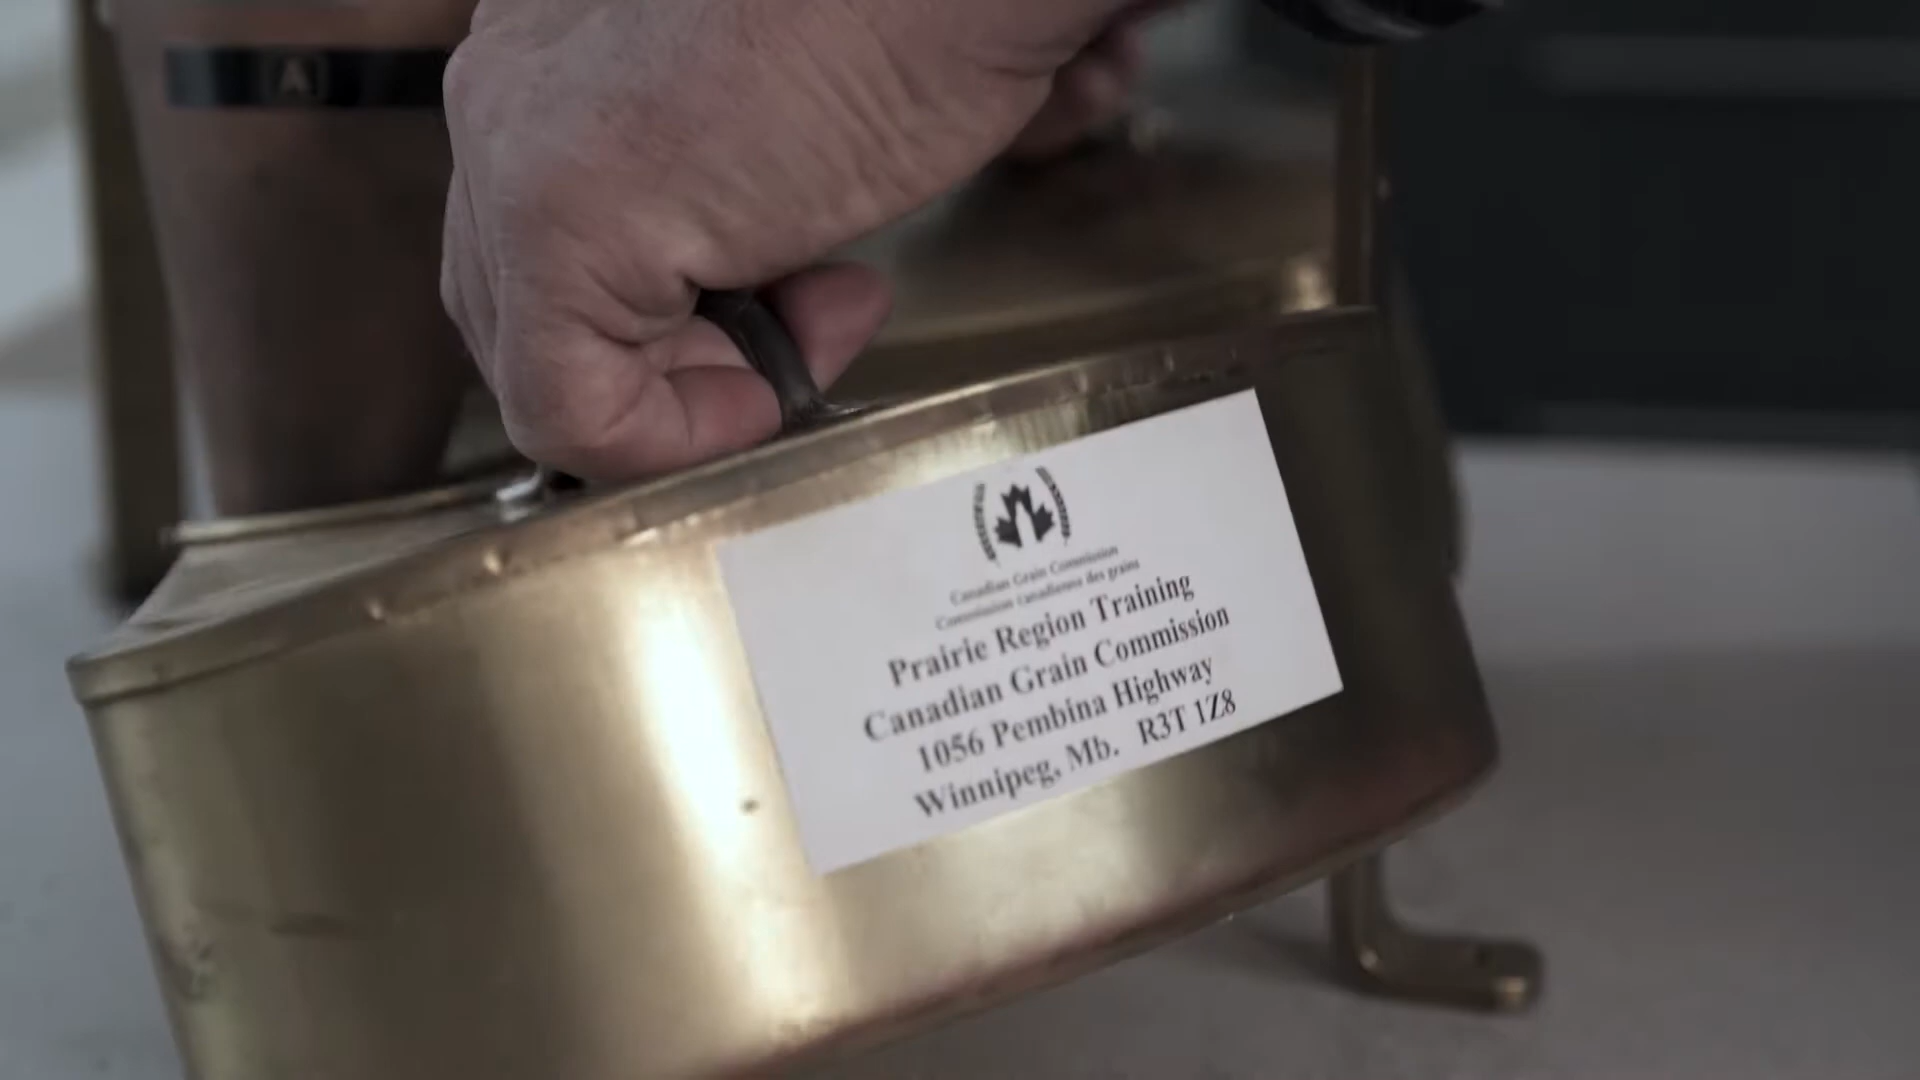 A
Canadian Grain Commission
Commission canadienne des grains
Prairie Region Training
Canadian Grain Commission
1056 Pembina Highway
Winnipeg, Mb. R3T 1Z8